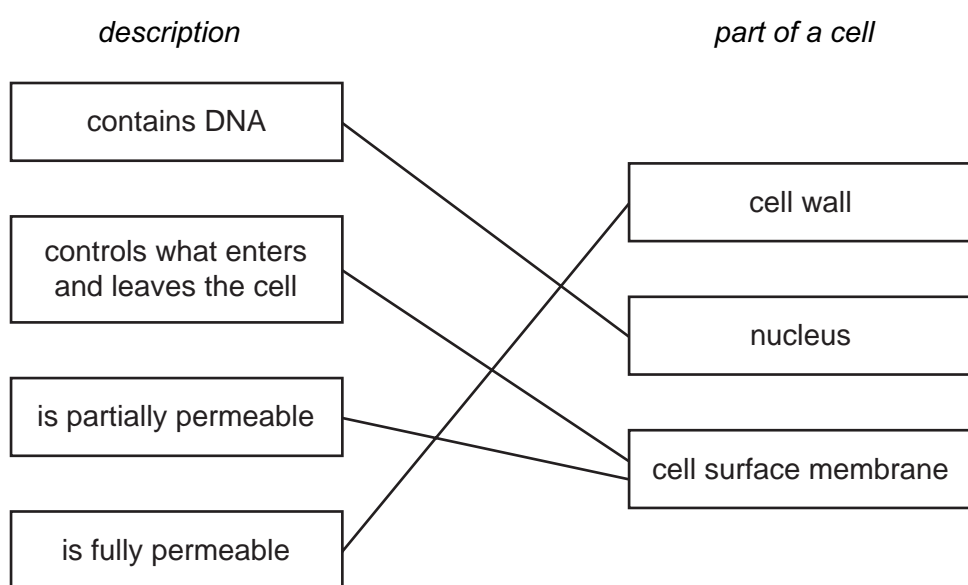 description
part of a cell
contains DNA
controls what enters
and leaves the cell
is partially permeable
is fully permeable
cell wall
nucleus
cell surface membrane